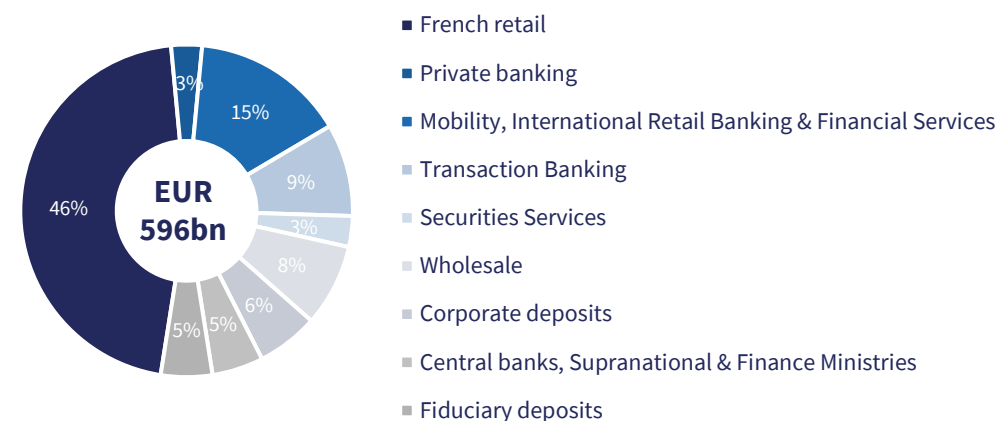 French retail
Private banking
Mobility, International Retail Banking & Financial Services
Transaction Banking
Securities Services
Wholesale
Corporate deposits
Central banks, Supranational & Finance Ministries
Fiduciary deposits
3%
15%
9%
3%
8%
6%
5%
5%
46%
EUR
596bn